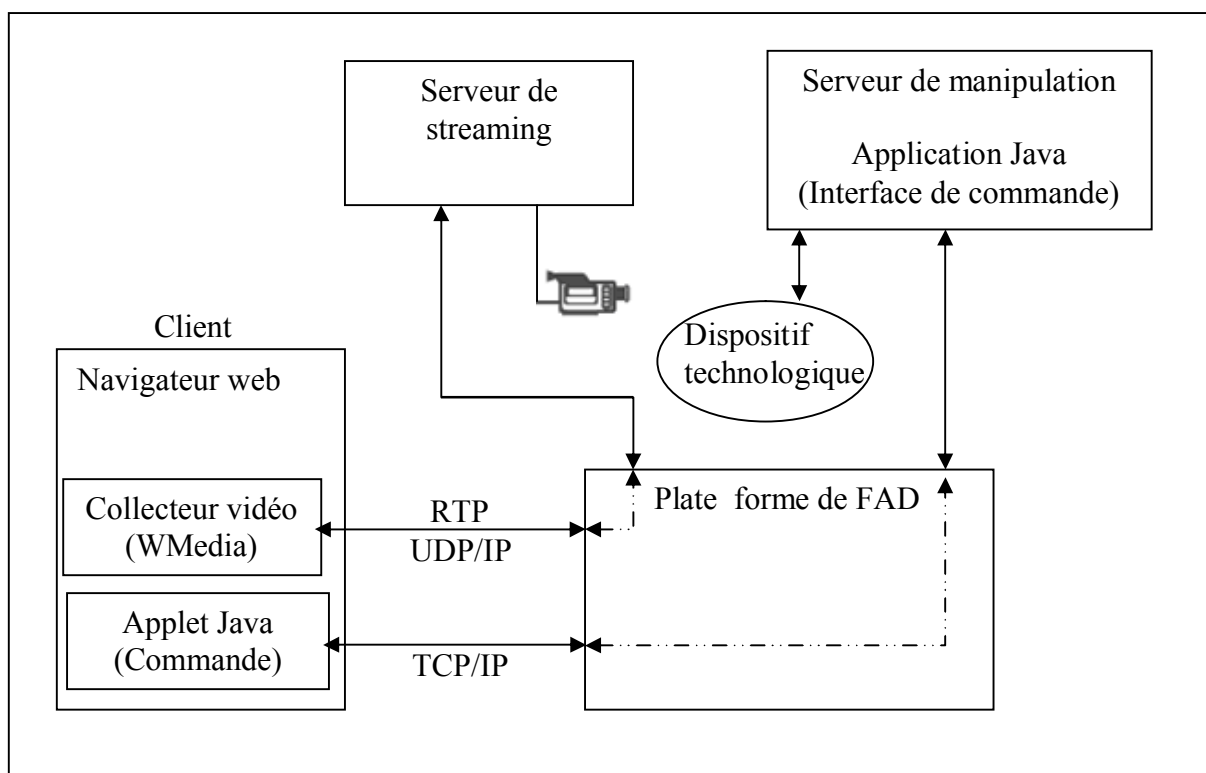 Serveur de
streaming
Serveur de manipulation
Application Java
(Interface de commande)
Dispositif
technologique
Client
Navigateur web
Collecteur vidéo
(WMedia)
Applet Java
(Commande)
RTP
UDP/IP
TCP/IP
Plate forme de FAD